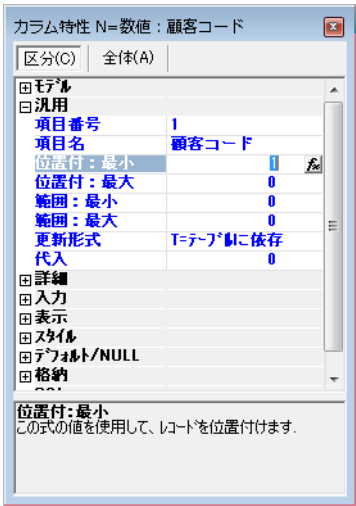 カラム特性 N=数値：顧客コード
区分(C) 全体(A)
ﾓﾃﾞﾙ
汎用
項目番号 1
項目名 顧客コード
位置付：最小 1 fx
位置付：最大 0
範囲：最小 0
範囲：最大 0
更新形式 T=ﾃｰﾌﾞﾙに依存
代入 0
詳細
入力
表示
ｽﾀｲﾙ
ﾃﾞﾌｫﾙﾄ/NULL
格納
位置付:最小
この式の値を使用して、ﾚｺｰﾄﾞを位置付けます.